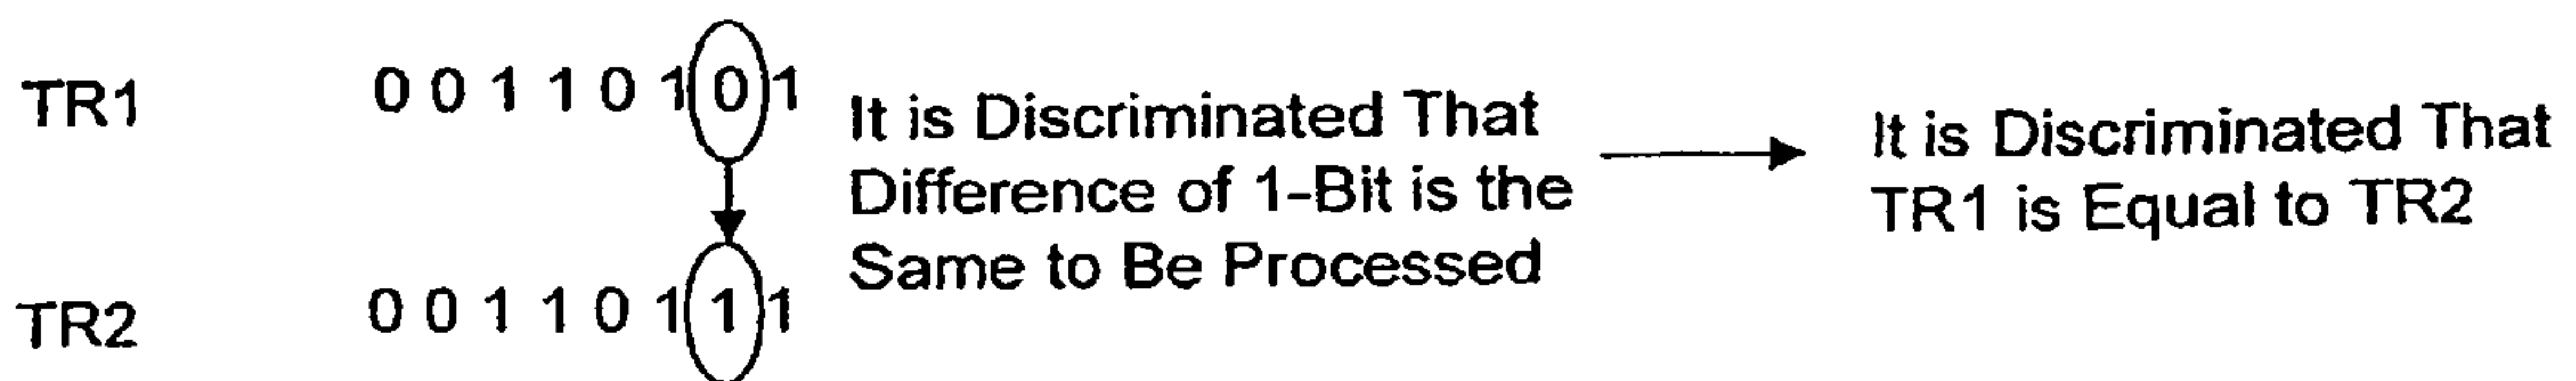 TR1 0 0 1 1 0 1 0 1
It is Discriminated That
Difference of 1-Bit is the
Same to Be Processed
It is Discriminated That
TR1 is Equal to TR2
TR2 0 0 1 1 0 1 1 1